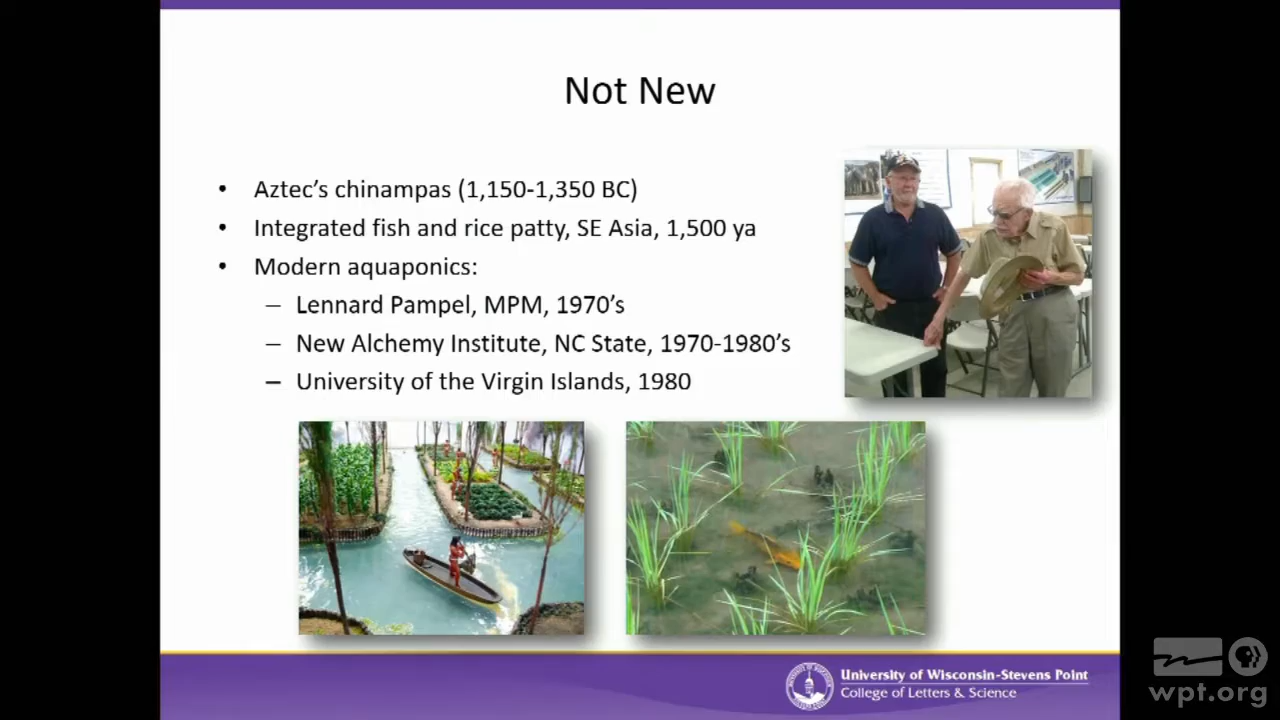 Not New
• Aztec's chinampas (1,150-1,350 BC)
• Integrated fish and rice patty, SE Asia, 1,500 ya
• Modern aquaponics:
– Lennard Pampel, MPM, 1970's
– New Alchemy Institute, NC State, 1970-1980's
– University of the Virgin Islands, 1980
University of Wisconsin-Stevens Point
College of Letters & Science
wpt.org